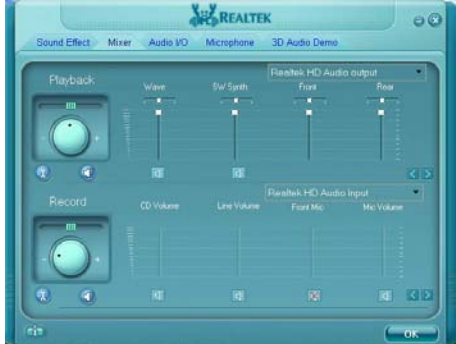 REALTEK
Sound Effect Mixer Audio I/O Microphone 3D Audio Demo
Realtek HD Audio output
Playback
Wave SW Synth Front Rear
Realtek HD Audio Input
Record
CD Volume Line Volume Front Mic Mic Volume
OK